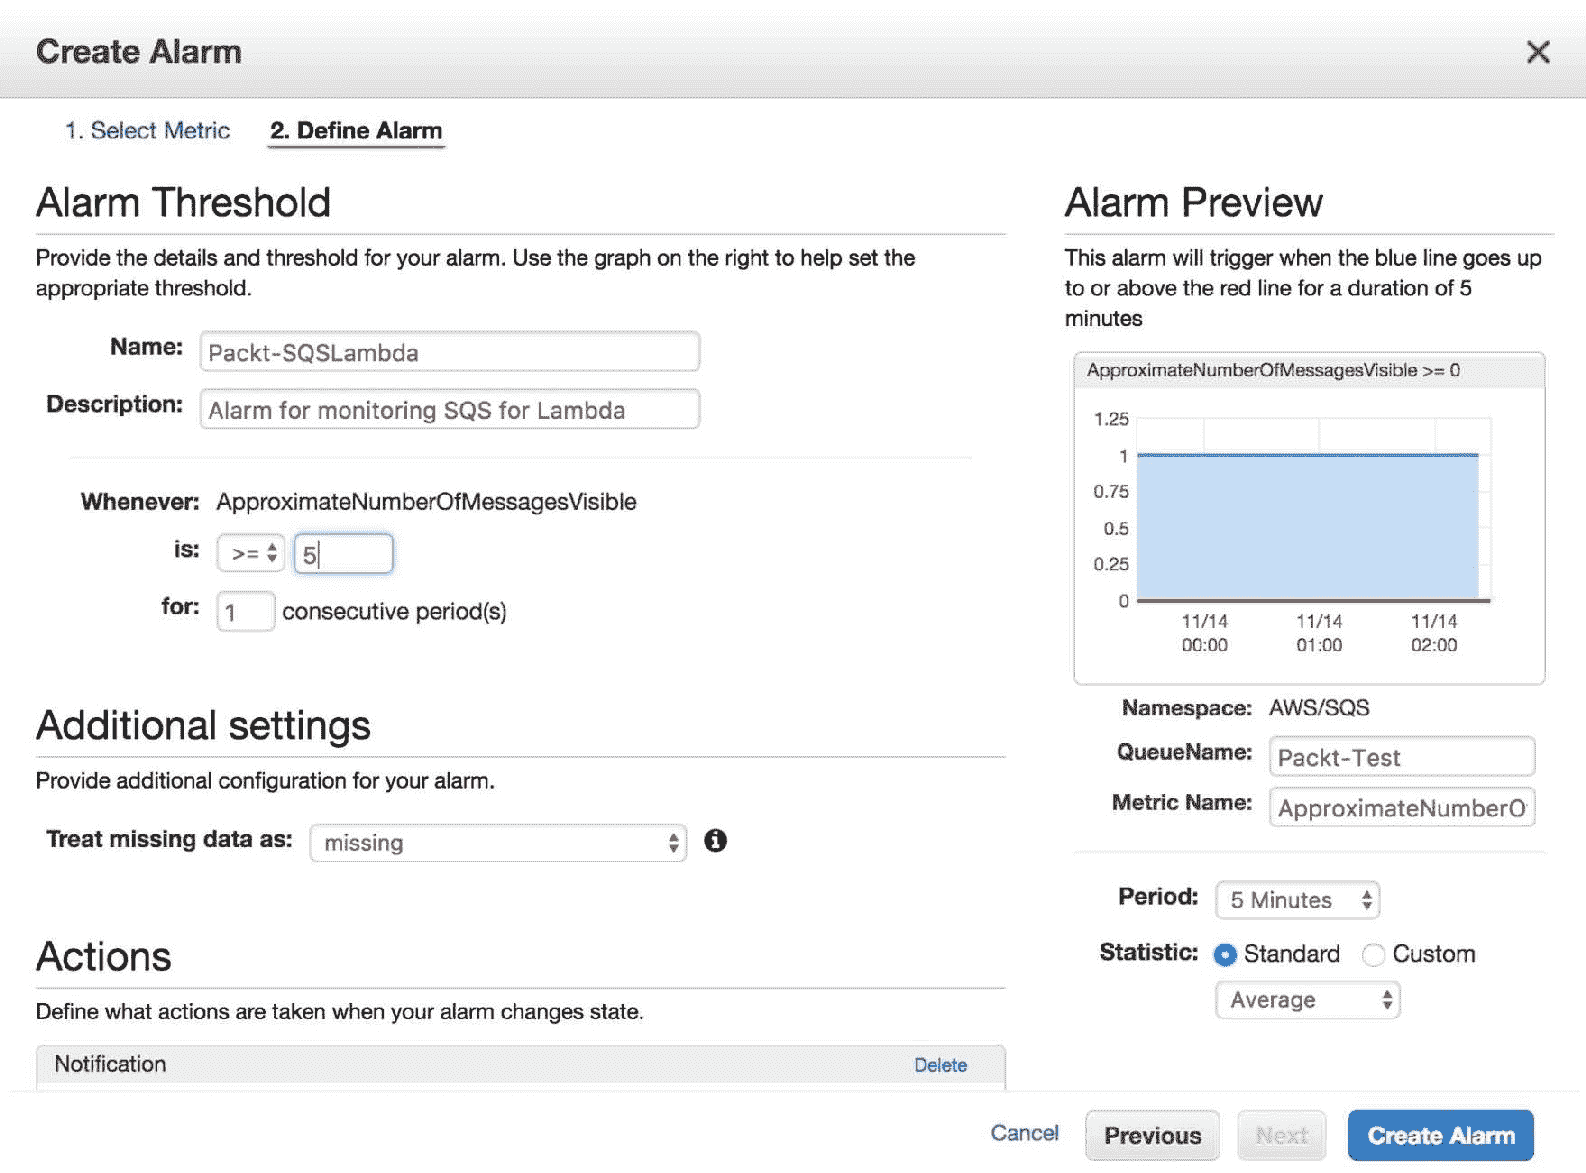 Create Alarm
1. Select Metric
2. Define Alarm
Alarm Threshold
Provide the details and threshold for your alarm. Use the graph on the right to help set the
appropriate threshold.
Name: Packt-SQSLambda
Description: Alarm for monitoring SQS for Lambda
Whenever: ApproximateNumberOfMessagesVisible
is: >= 5
for: 1 consecutive period(s)
Additional settings
Provide additional configuration for your alarm.
Treat missing data as: missing
Actions
Define what actions are taken when your alarm changes state.
Notification Delete
Alarm Preview
This alarm will trigger when the blue line goes up
to or above the red line for a duration of 5
minutes
ApproximateNumberOfMessagesVisible >= 0
1.25
1
0.75
0.5
0.25
0
11/14 11/14 11/14
00:00 01:00 02:00
Namespace: AWS/SQS
QueueName: Packt-Test
Metric Name: ApproximateNumberO
Period: 5 Minutes
Statistic: Standard Custom
Average
Cancel Previous Next Create Alarm